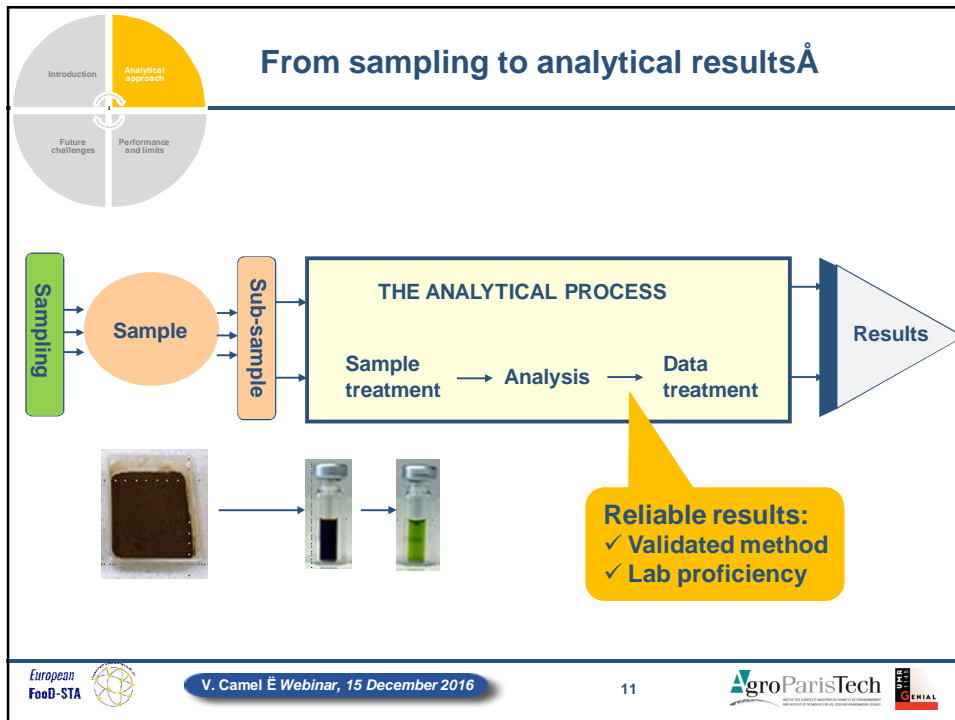 From sampling to analytical resultsÅ
Introduction
Analytical
approach
Future
challenges
Performance
and limits
Sampling
Sample
Sub-sample
THE ANALYTICAL PROCESS
Sample
treatment
Analysis
Data
treatment
Results
Reliable results:
✓ Validated method
✓ Lab proficiency
European
FooD-STA
V. Camel Ë Webinar, 15 December 2016
11
AgroParisTech
UMR 1145
GENIAL